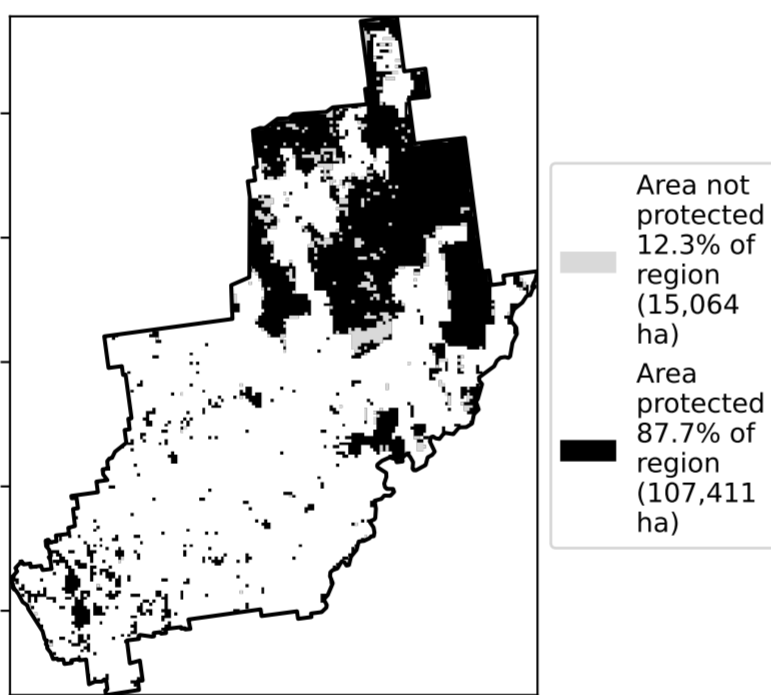 Area not
protected
12.3% of
region
(15,064
ha)
Area
protected
87.7% of
region
(107,411
ha)